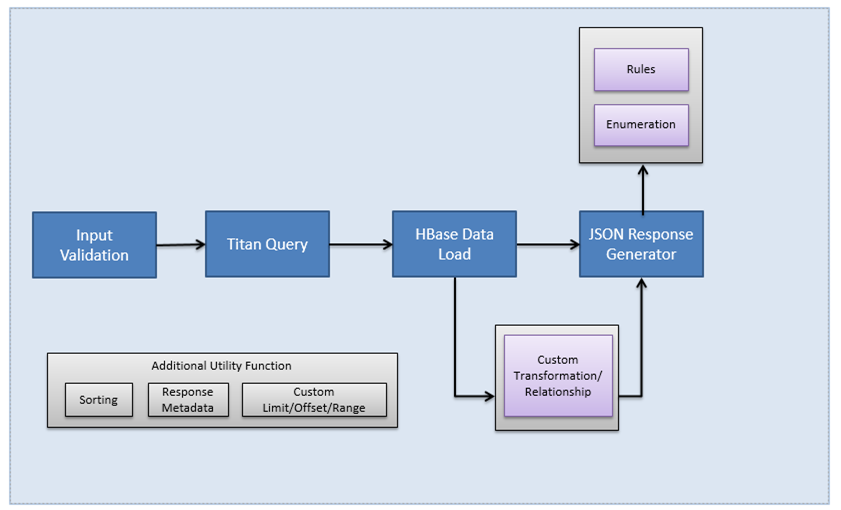 Rules
Enumeration
Input
Validation
Titan Query
HBase Data
Load
JSON Response
Generator
Additional Utility Function
Sorting
Response
Metadata
Custom
Limit/Offset/Range
Custom
Transformation/
Relationship